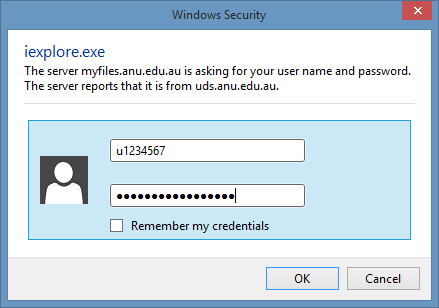 Windows Security
iexplore.exe
The server myfiles.anu.edu.au is asking for your user name and password.
The server reports that it is from uds.anu.edu.au.
u1234567
●●●●●●●●●●●●●●●●●
Remember my credentials
OK
Cancel